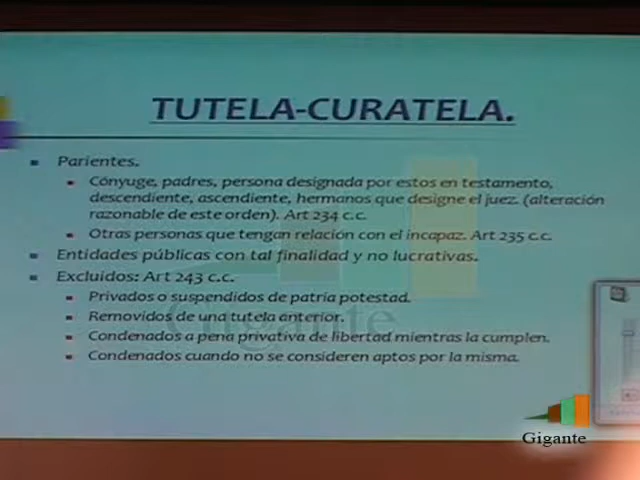 TUTELA-CURATELA.
Parientes.
Cónyuge, padres, persona designada por estos en testamento,
descendiente, ascendiente, hermanos que designe el juez. (alteración
razonable de este orden). Art 234 c.c.
Otras personas que tengan relación con el incapaz. Art 235 c.c.
Entidades públicas con tal finalidad y no lucrativas.
Excluidos: Art 243 c.c.
Privados o suspendidos de patria potestad.
Removidos de una tutela anterior.
Condenados a pena privativa de libertad mientras la cumplen.
Condenados cuando no se consideren aptos por la misma.
Gigante
Gigante